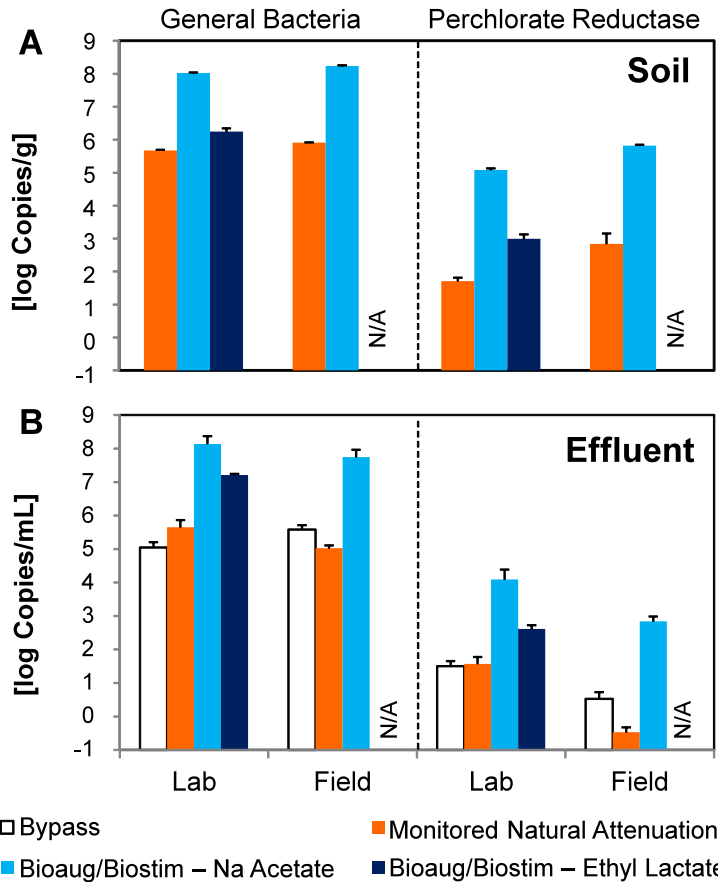 General Bacteria Perchlorate Reductase
A
Soil
[log Copies/g]
9
8
7
6
5
4
3
2
1
0
-1
N/A
N/A
B
Effluent
[log Copies/mL]
9
8
7
6
5
4
3
2
1
0
-1
N/A
N/A
Lab Field Lab Field
Bypass Monitored Natural Attenuation
Bioaug/Biostim – Na Acetate Bioaug/Biostim – Ethyl Lactate